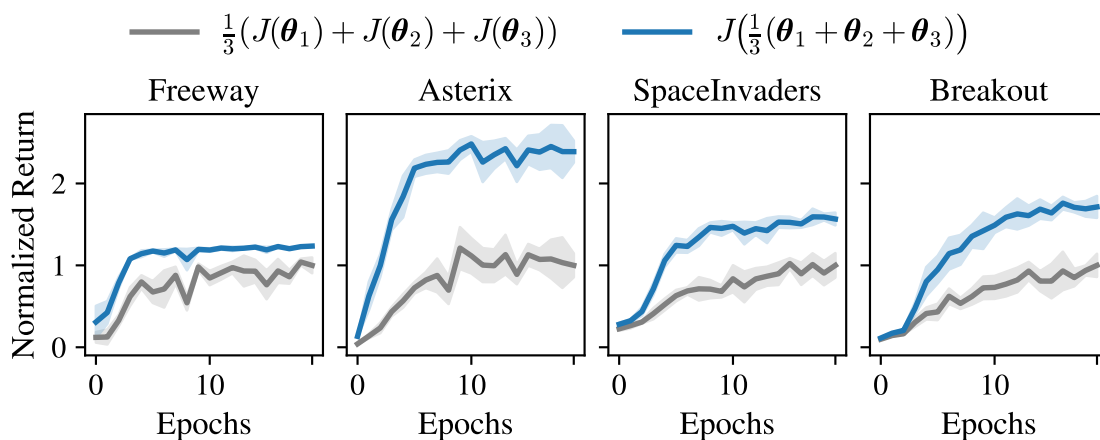 1/3(J(θ₁) + J(θ₂) + J(θ₃)) J(1/3(θ₁ + θ₂ + θ₃))
Freeway Asterix SpaceInvaders Breakout
Normalized Return
2
1
0
0 10 0 10 0 10 0 10
Epochs Epochs Epochs Epochs